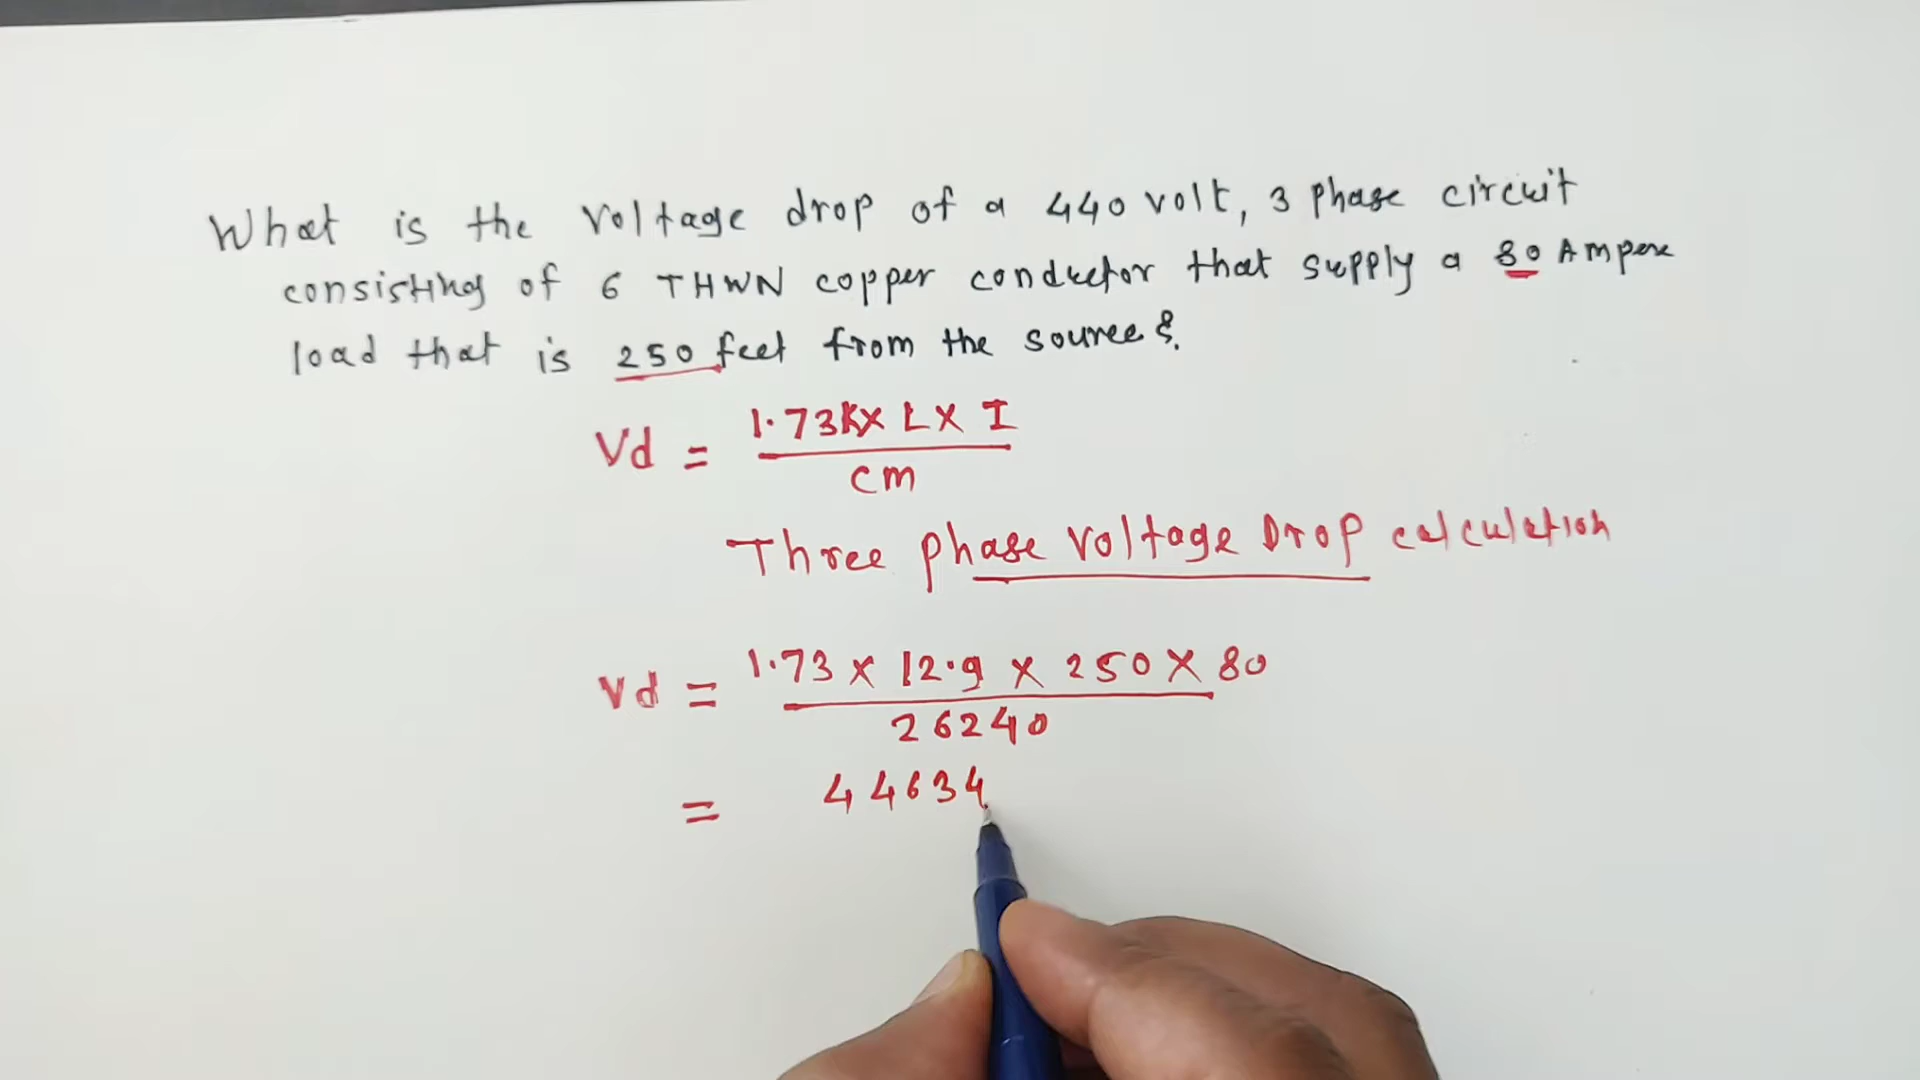 What is the voltage drop of a 440 volt, 3 phase circuit
consisting of 6 THWN copper conductor that supply a 80 Ampere
load that is 250 feet from the source?
Vd = 1.73K× L× I
cm
Three phase voltage Drop calculation
Vd = 1.73 × 12.9 × 250 × 80
26240
= 44634